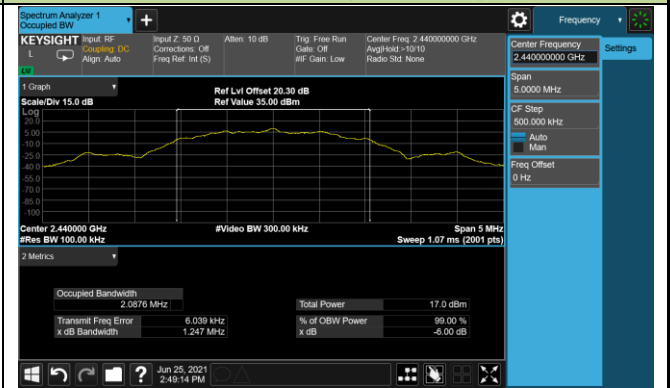 Spectrum Analyzer 1
Occupied BW
+
Frequency
KEYSIGHT
L
LXI
Input: RF
Coupling: DC
Align: Auto
Input Z: 50 Ω
Corrections: Off
Freq Ref: Int (S)
Atten: 10 dB
Trig: Free Run
Gate: Off
#IF Gain: Low
Center Freq: 2.440000000 GHz
Avg|Hold:>10/10
Radio Std: None
Center Frequency
2.440000000 GHz
Settings
Span
5.0000 MHz
CF Step
500.000 kHz
Auto
Man
Freq Offset
0 Hz
1 Graph
Scale/Div 15.0 dB
Ref Lvl Offset 20.30 dB
Ref Value 35.00 dBm
Log
20.0
5.00
-10.0
-25.0
-40.0
-55.0
-70.0
-85.0
-100
Center 2.440000 GHz
#Res BW 100.00 kHz
#Video BW 300.00 kHz
Span 5 MHz
Sweep 1.07 ms (2001 pts)
2 Metrics
Occupied Bandwidth
2.0876 MHz
Total Power 17.0 dBm
Transmit Freq Error 6.039 kHz
% of OBW Power 99.00 %
x dB Bandwidth 1.247 MHz
x dB -6.00 dB
?
Jun 25, 2021
2:49:14 PM